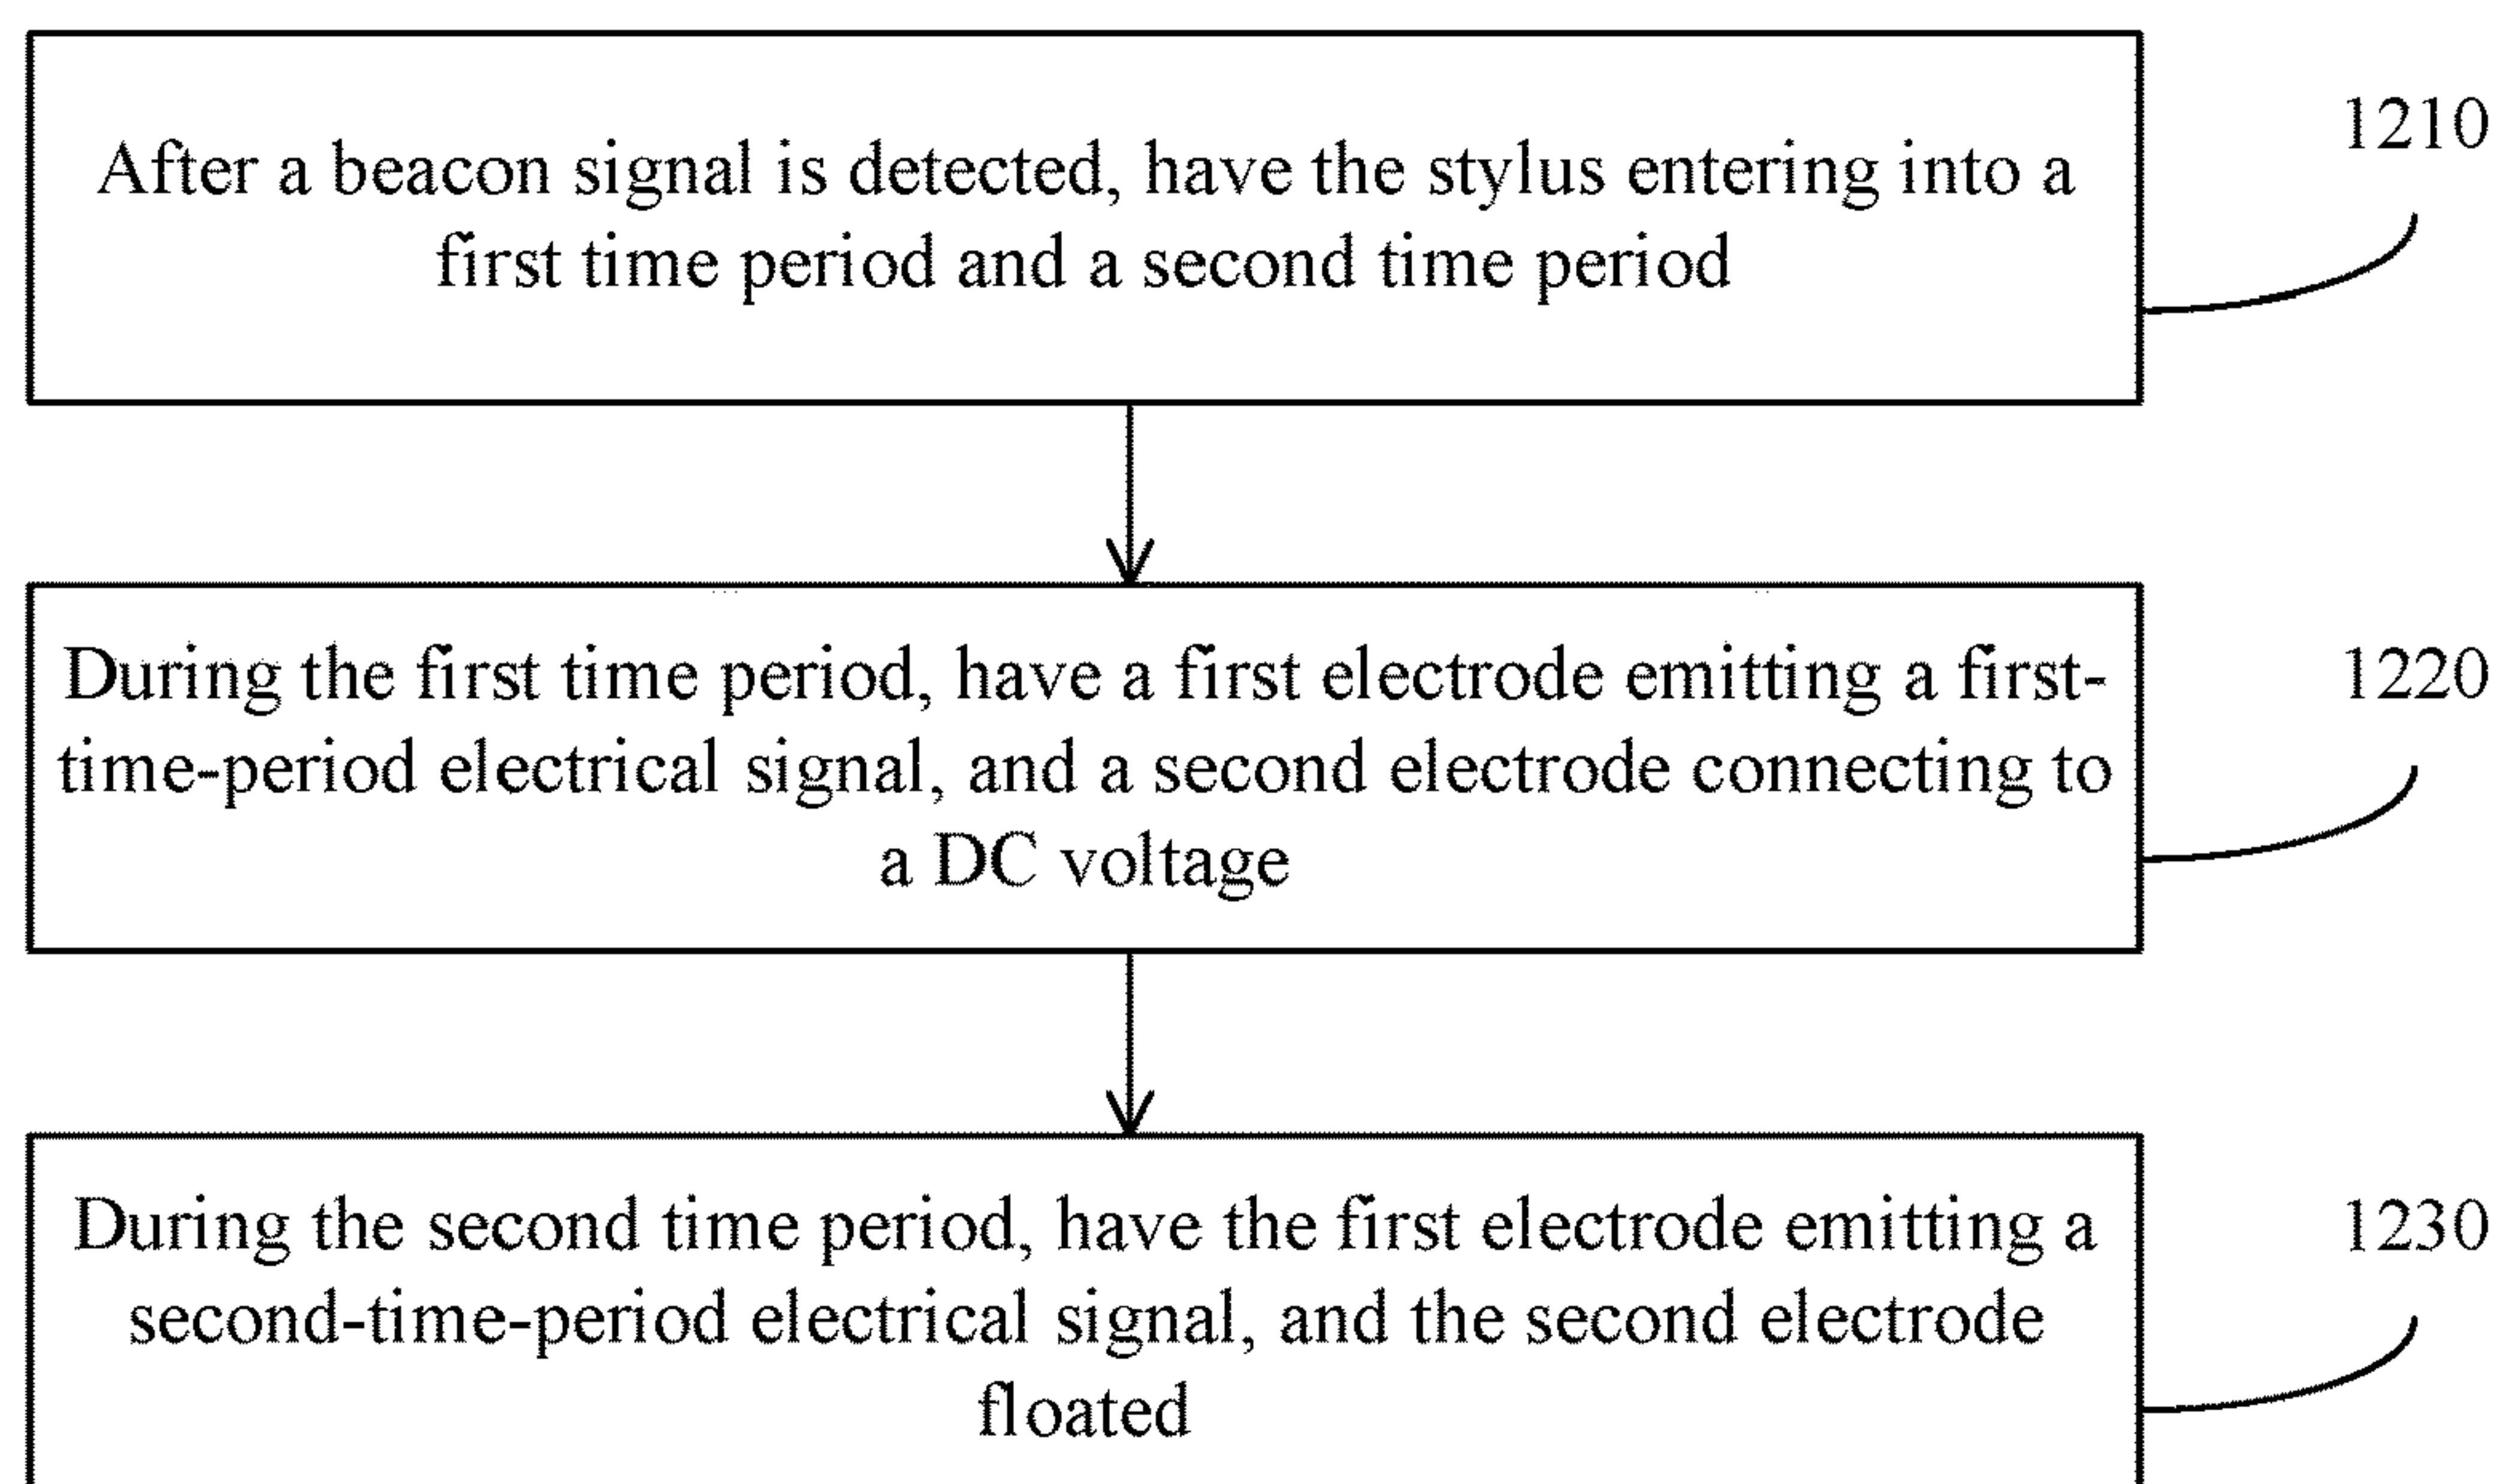 After a beacon signal is detected, have the stylus entering into a
first time period and a second time period
1210
During the first time period, have a first electrode emitting a first-
time-period electrical signal, and a second electrode connecting to
a DC voltage
1220
During the second time period, have the first electrode emitting a
second-time-period electrical signal, and the second electrode
floated
1230